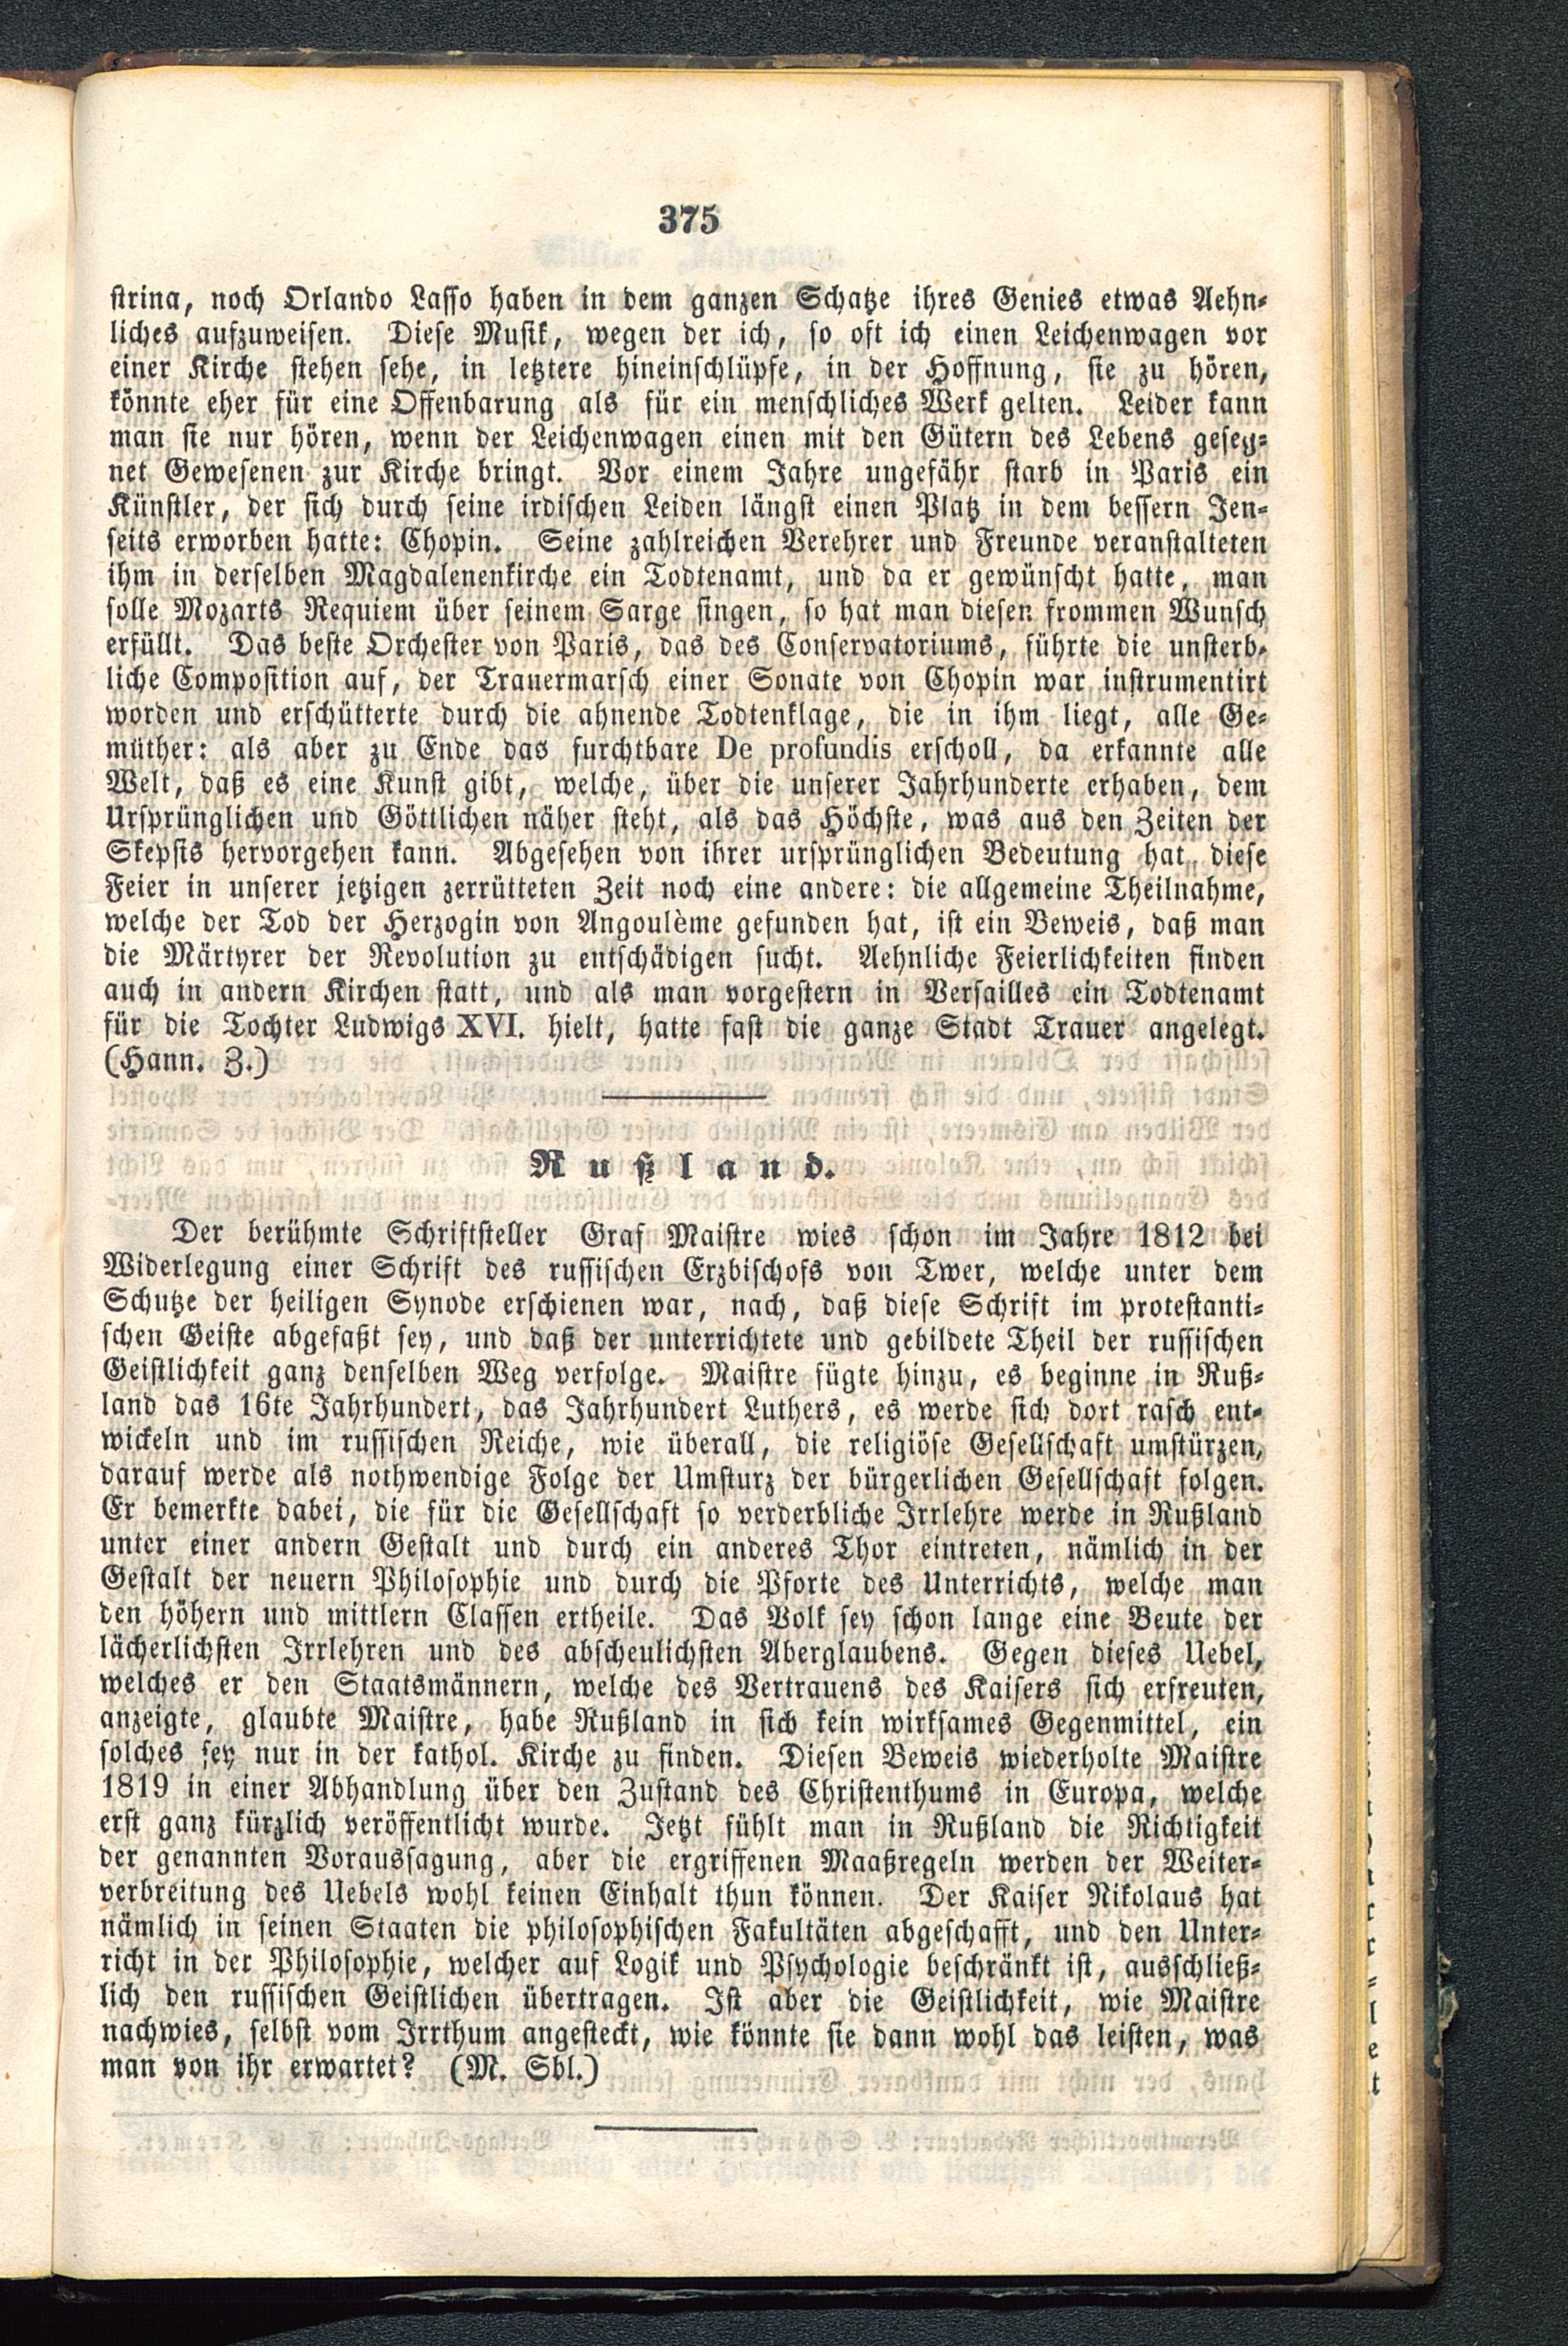 375
strina, noch Orlando Lasso haben in dem ganzen Schatze ihres Genies etwas Aehn-
liches aufzuweisen. Diese Musik, wegen der ich, so oft ich einen Leichenwagen vor
einer Kirche stehen sehe, in letztere hineinschlüpfe, in der Hoffnung, sie zu hören,
könnte eher für eine Offenbarung als für ein menschliches Werk gelten. Leider kann
man sie nur hören, wenn der Leichenwagen einen mit den Gütern des Lebens geseg-
net Gewesenen zur Kirche bringt. Vor einem Jahre ungefähr starb in Paris ein
Künstler, der sich durch seine irdischen Leiden längst einen Platz in dem bessern Jen-
seits erworben hatte: Chopin. Seine zahlreichen Verehrer und Freunde veranstalteten
ihm in derselben Magdalenenkirche ein Todtenamt, und da er gewünscht hatte, man
solle Mozarts Requiem über seinem Sarge singen, so hat man diesen frommen Wunsch
erfüllt. Das beste Orchester von Paris, das des Conservatoriums, führte die unsterb-
liche Composition auf, der Trauermarsch einer Sonate von Chopin war instrumentirt
worden und erschütterte durch die ahnende Todtenklage, die in ihm liegt, alle Ge-
müther: als aber zu Ende das furchtbare De profundis erscholl, da erkannte alle
Welt, daß es eine Kunst gibt, welche, über die unserer Jahrhunderte erhaben, dem
Ursprünglichen und Göttlichen näher steht, als das Höchste, was aus den Zeiten der
Skepsis hervorgehen kann. Abgesehen von ihrer ursprünglichen Bedeutung hat diese
Feier in unserer jetzigen zerrütteten Zeit noch eine andere: die allgemeine Theilnahme,
welche der Tod der Herzogin von Angoulème gefunden hat, ist ein Beweis, daß man
die Märtyrer der Revolution zu entschädigen sucht. Aehnliche Feierlichkeiten finden
auch in andern Kirchen statt, und als man vorgestern in Versailles ein Todtenamt
für die Tochter Ludwigs XVI. hielt, hatte fast die ganze Stadt Trauer angelegt.
(Hann. Z.)
Rußland.
Der berühmte Schriftsteller Graf Maistre wies schon im Jahre 1812 bei
Widerlegung einer Schrift des russischen Erzbischofs von Twer, welche unter dem
Schutze der heiligen Synode erschienen war, nach, daß diese Schrift im protestanti-
schen Geiste abgefaßt sey, und daß der unterrichtete und gebildete Theil der russischen
Geistlichkeit ganz denselben Weg verfolge. Maistre fügte hinzu, es beginne in Ruß-
land das 16te Jahrhundert, das Jahrhundert Luthers, es werde sich dort rasch ent-
wickeln und im russischen Reiche, wie überall, die religiöse Gesellschaft umstürzen,
darauf werde als nothwendige Folge der Umsturz der bürgerlichen Gesellschaft folgen.
Er bemerkte dabei, die für die Gesellschaft so verderbliche Irrlehre werde in Rußland
unter einer andern Gestalt und durch ein anderes Thor eintreten, nämlich in der
Gestalt der neuern Philosophie und durch die Pforte des Unterrichts, welche man
den höhern und mittlern Classen ertheile. Das Volk sey schon lange eine Beute der
lächerlichsten Irrlehren und des abscheulichsten Aberglaubens. Gegen dieses Uebel,
welches er den Staatsmännern, welche des Vertrauens des Kaisers sich erfreuten,
anzeigte, glaubte Maistre, habe Rußland in sich kein wirksames Gegenmittel, ein
solches sey nur in der kathol. Kirche zu finden. Diesen Beweis wiederholte Maistre
1819 in einer Abhandlung über den Zustand des Christenthums in Europa, welche
erst ganz kürzlich veröffentlicht wurde. Jetzt fühlt man in Rußland die Richtigkeit
der genannten Voraussagung, aber die ergriffenen Maaßregeln werden der Weiter-
verbreitung des Uebels wohl keinen Einhalt thun können. Der Kaiser Nikolaus hat
nämlich in seinen Staaten die philosophischen Fakultäten abgeschafft, und den Unter-
richt in der Philosophie, welcher auf Logik und Psychologie beschränkt ist, ausschließ-
lich den russischen Geistlichen übertragen. Ist aber die Geistlichkeit, wie Maistre
nachwies, selbst vom Irrthum angesteckt, wie könnte sie dann wohl das leisten, was
man von ihr erwartet? (M. Sbl.)